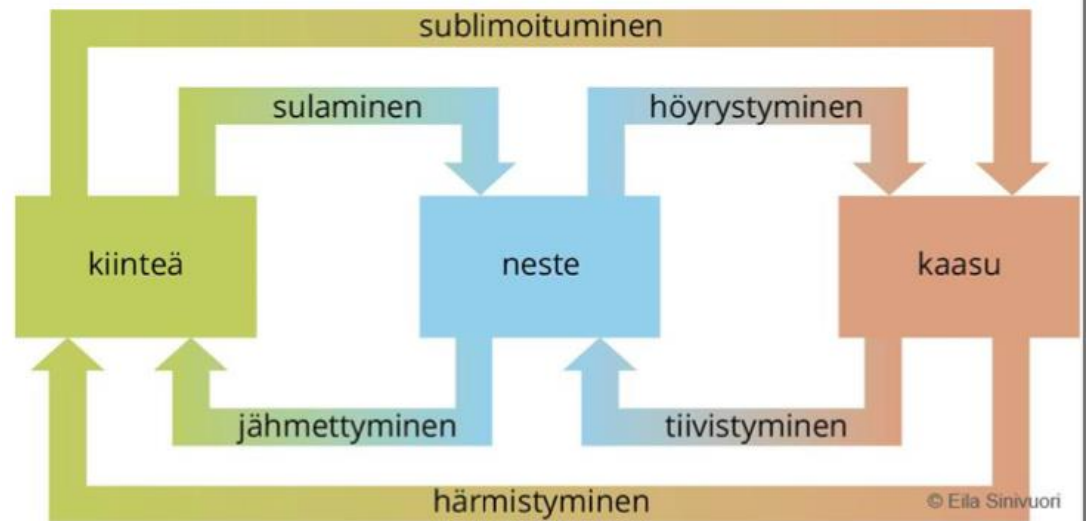 sublimoituminen
sulaminen
höyrystyminen
kiinteä
neste
kaasu
jähmettyminen
tiivistyminen
härmistyminen
© Eila Sinivuori